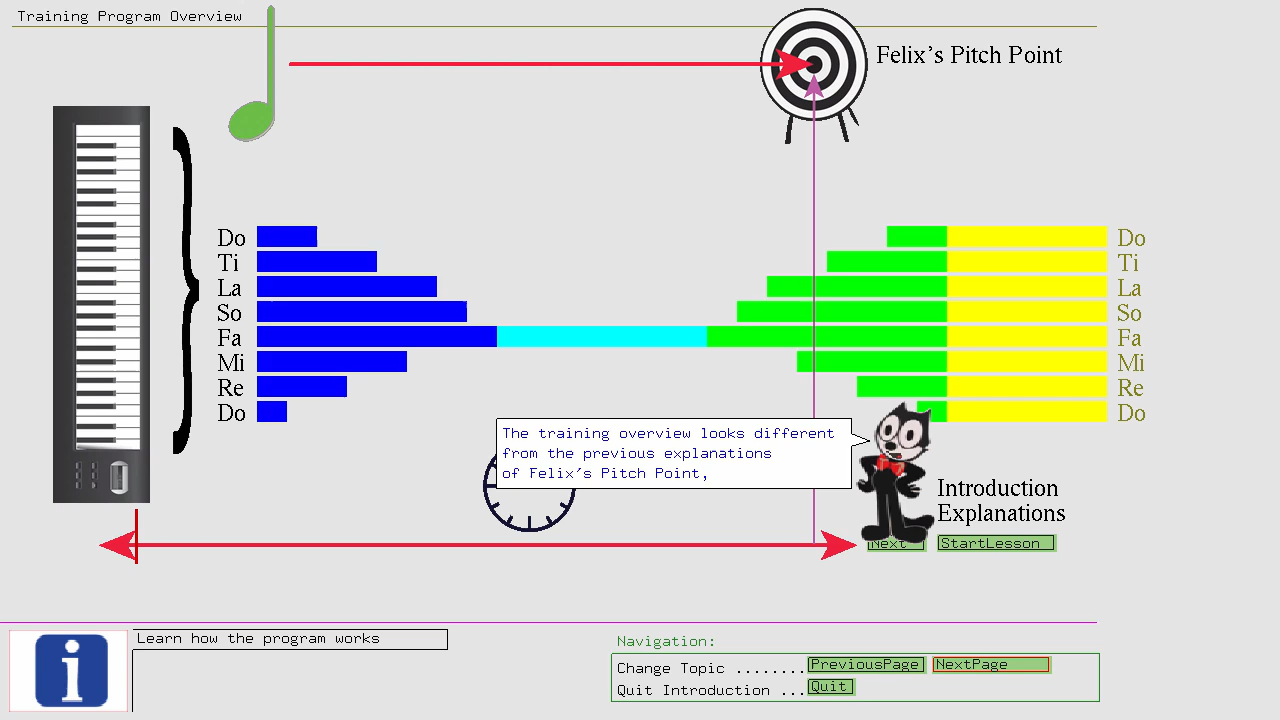 Training Program Overview
Felix's Pitch Point
Do
Ti
La
So
Fa
Mi
Re
Do
Do
Ti
La
So
Fa
Mi
Re
Do
The training overview looks different
from the previous explanations
of Felix's Pitch Point,
Introduction
Explanations
Next
StartLesson
Learn how the program works
Navigation:
Change Topic ........ PreviousPage NextPage
Quit Introduction ... Quit